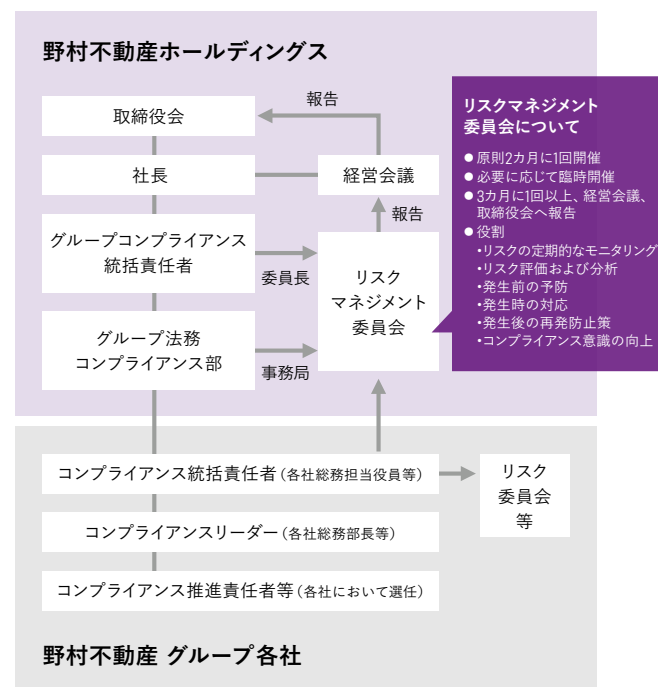 野村不動産ホールディングス
報告
取締役会
社長
経営会議
報告
グループコンプライアンス
統括責任者
委員長
リスク
マネジメント
委員会
グループ法務
コンプライアンス部
事務局
リスクマネジメント
委員会について
● 原則2カ月に1回開催
● 必要に応じて臨時開催
● 3カ月に1回以上、経営会議、
取締役会へ報告
● 役割
・リスクの定期的なモニタリング
・リスク評価および分析
・発生前の予防
・発生時の対応
・発生後の再発防止策
・コンプライアンス意識の向上
コンプライアンス統括責任者（各社総務担当役員等）
リスク
委員会
等
コンプライアンスリーダー（各社総務部長等）
コンプライアンス推進責任者等（各社において選任）
野村不動産 グループ各社